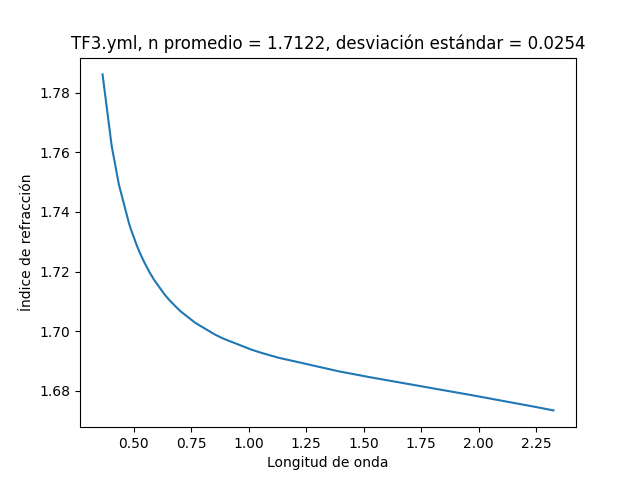 TF3.yml, n promedio = 1.7122, desviación estándar = 0.0254
Índice de refracción
1.78
1.76
1.74
1.72
1.70
1.68
0.50 0.75 1.00 1.25 1.50 1.75 2.00 2.25
Longitud de onda